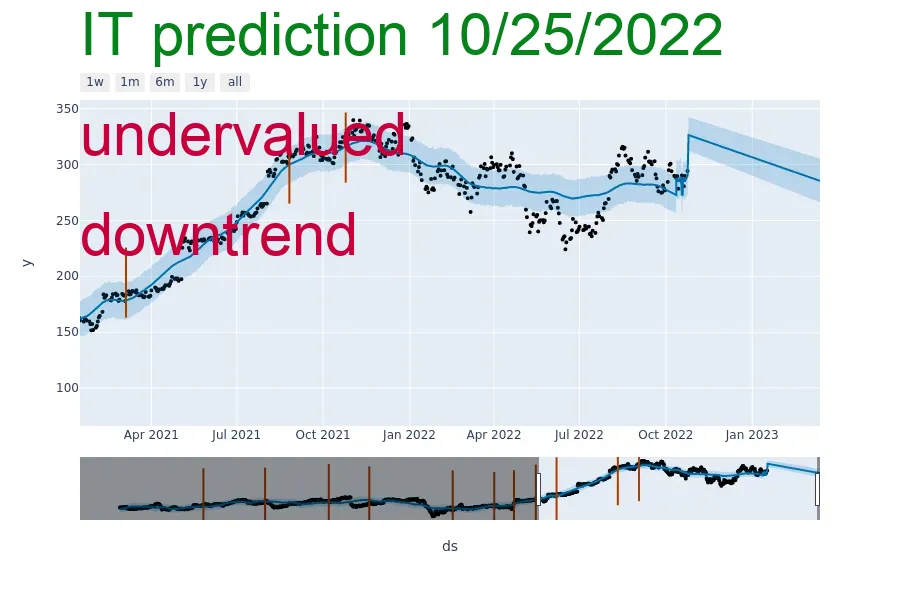 IT prediction 10/25/2022
1w 1m 6m 1y all
350
undervalued
300
250
downtrend
y
200
150
100
Apr 2021 Jul 2021 Oct 2021 Jan 2022 Apr 2022 Jul 2022 Oct 2022 Jan 2023
ds